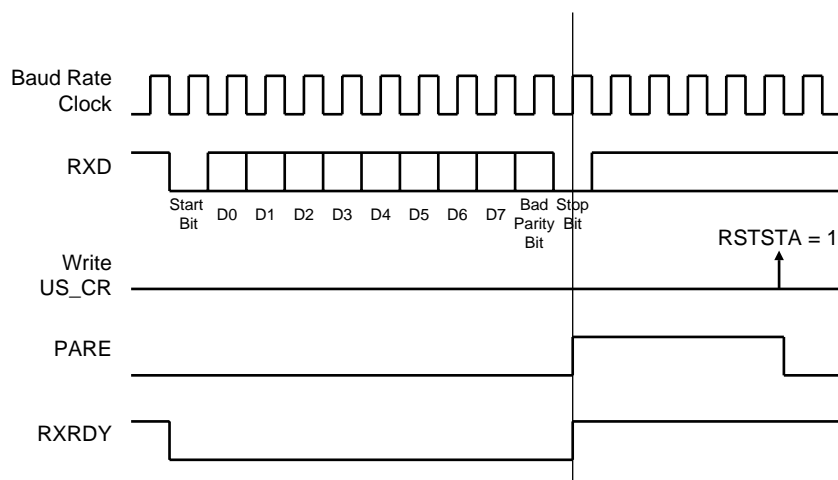 Baud Rate
Clock
RXD
Start
Bit
D0
D1
D2
D3
D4
D5
D6
D7
Bad
Parity
Bit
Stop
Bit
RSTSTA = 1
Write
US_CR
PARE
RXRDY